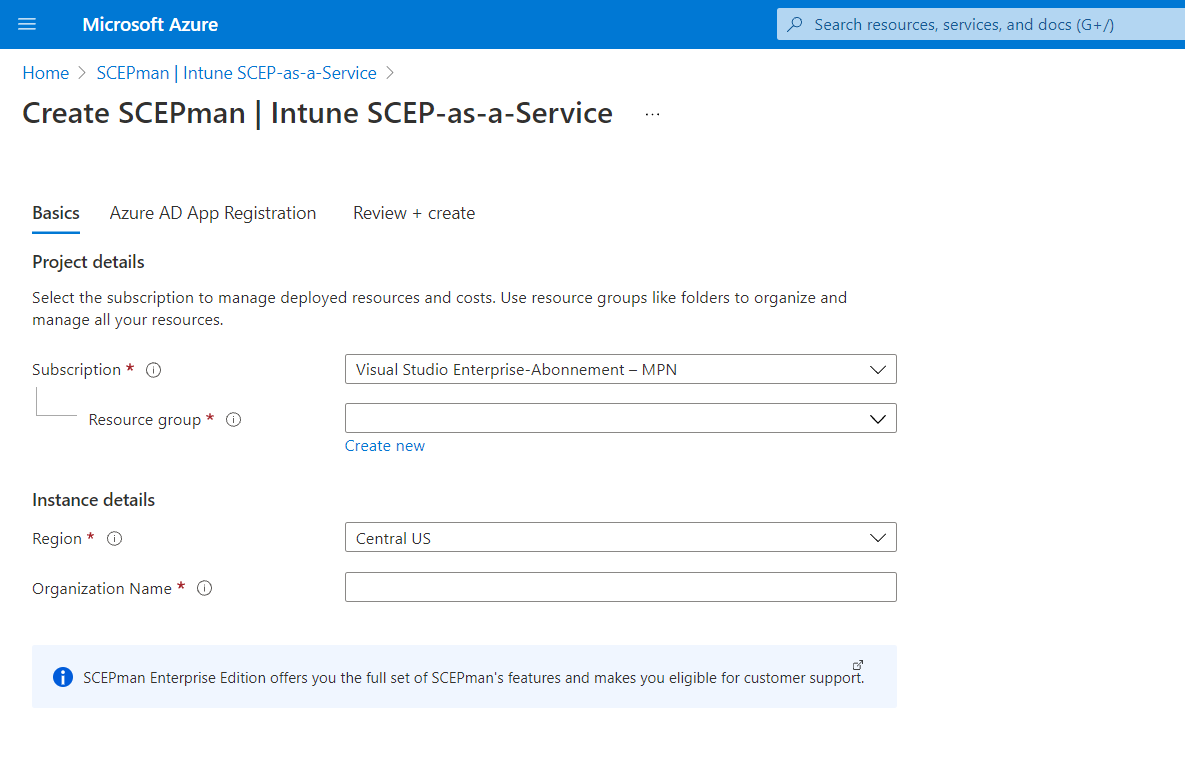 Microsoft Azure
Search resources, services, and docs (G+/)
Home > SCEPman | Intune SCEP-as-a-Service >
Create SCEPman | Intune SCEP-as-a-Service ...
Basics Azure AD App Registration Review + create
Project details
Select the subscription to manage deployed resources and costs. Use resource groups like folders to organize and
manage all your resources.
Subscription *
Visual Studio Enterprise-Abonnement – MPN
Resource group *
Create new
Instance details
Region *
Central US
Organization Name *
SCEPman Enterprise Edition offers you the full set of SCEPman's features and makes you eligible for customer support.